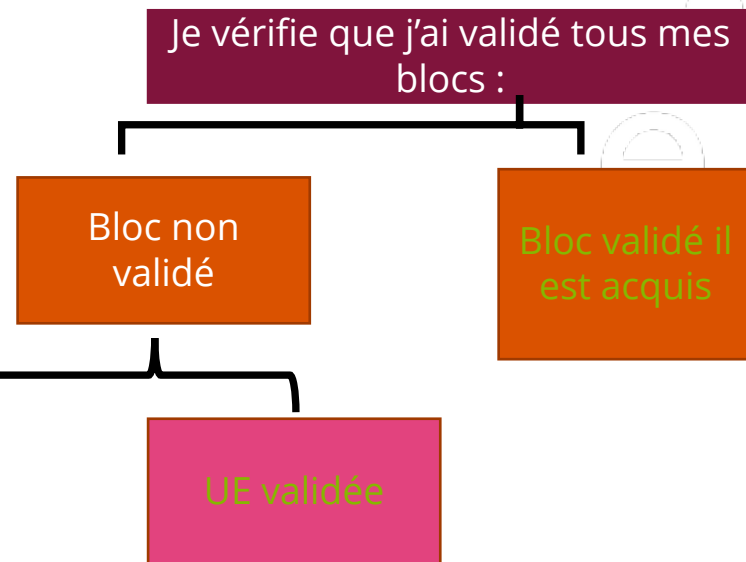 Je vérifie que j’ai validé tous mes
blocs :
Bloc non
validé
Bloc validé il
est acquis
UE validée